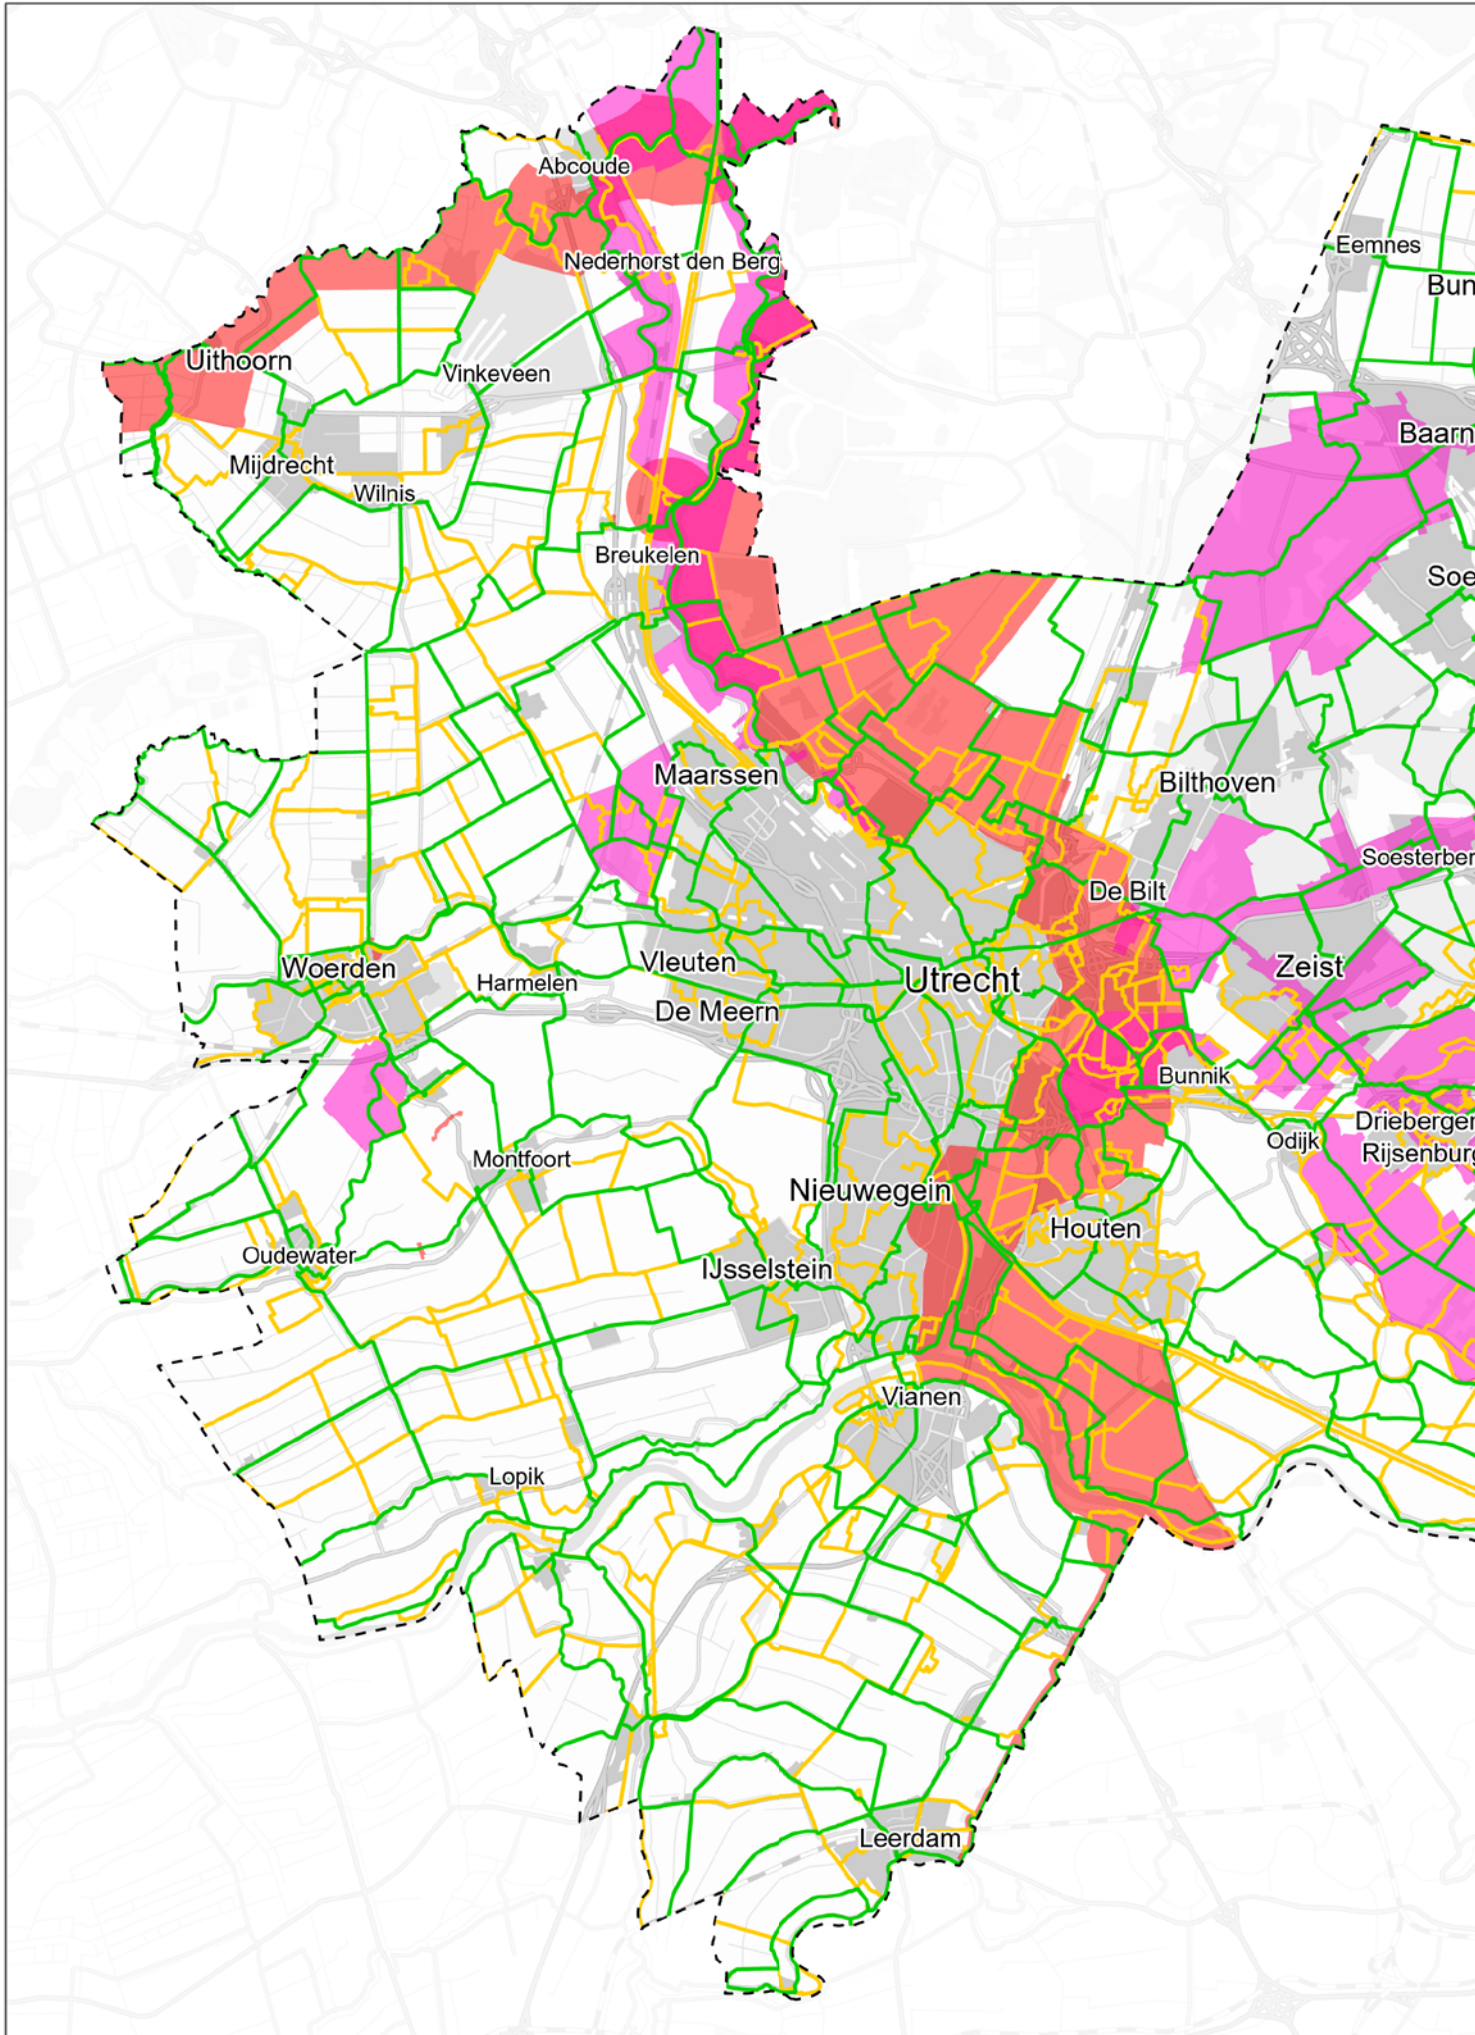 Abcoude
Eemnes
Nederhorst den Berg
Bun
Uithoorn
Vinkeveen
Baarn
Mijdrecht
Wilnis
Breukelen
Soe
Maarssen
Bilthoven
Soesterber
De Bilt
Vleuten
Woerden
Zeist
Utrecht
Harmelen
De Meern
Bunnik
Driebergen
Rijsenburg
Odijk
Montfoort
Nieuwegein
Houten
Oudewater
IJsselstein
Vianen
Lopik
Leerdam